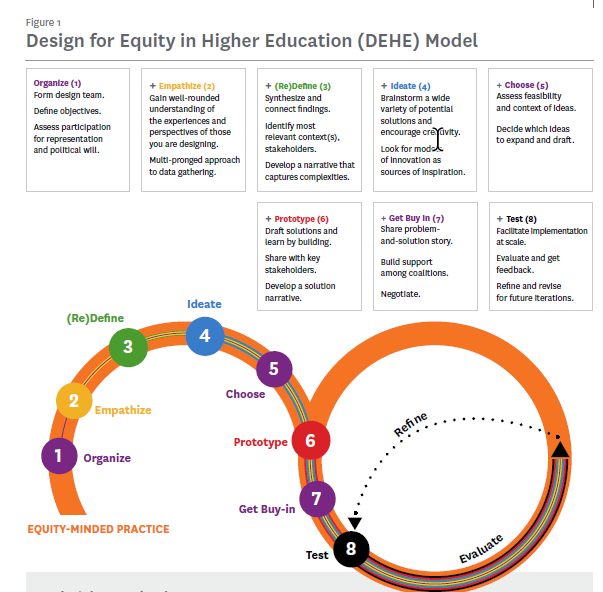 Figure 1
Design for Equity in Higher Education (DEHE) Model
Organize (1)
Form design team.
Define objectives.
Assess participation
for representation
and political will.
+ Empathize (2)
Gain well-rounded
understanding of
the experiences and
perspectives of those
you are designing.
Multi-pronged approach
to data gathering.
+ (Re)Define (3)
Synthesize and
connect findings.
Identify most
relevant context(s),
stakeholders.
Develop a narrative that
captures complexities.
+ Ideate (4)
Brainstorm a wide
variety of potential
solutions and
encourage creativity.
Look for models
of innovation as
sources of inspiration.
+ Choose (5)
Assess feasibility
and context of ideas.
Decide which ideas
to expand and draft.
+ Prototype (6)
Draft solutions and
learn by building.
Share with key
stakeholders.
Develop a solution
narrative.
+ Get Buy in (7)
Share problem-
and-solution story.
Build support
among coalitions.
Negotiate.
+ Test (8)
Facilitate implementation
at scale.
Evaluate and get
feedback.
Refine and revise
for future iterations.
Ideate
(Re)Define
4
3
5
Choose
2
Empathize
Refine
Prototype
6
1
Organize
7
Get Buy-in
EQUITY-MINDED PRACTICE
Test
8
Evaluate